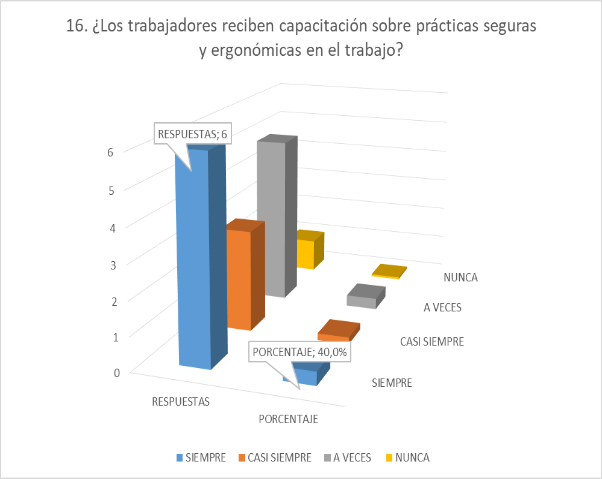 16. ¿Los trabajadores reciben capacitación sobre prácticas seguras
y ergonómicas en el trabajo?
RESPUESTAS; 6
6
5
4
3
2
1
0
NUNCA
A VECES
CASI SIEMPRE
SIEMPRE
PORCENTAJE; 40,0%
RESPUESTAS
PORCENTAJE
SIEMPRE CASI SIEMPRE A VECES NUNCA